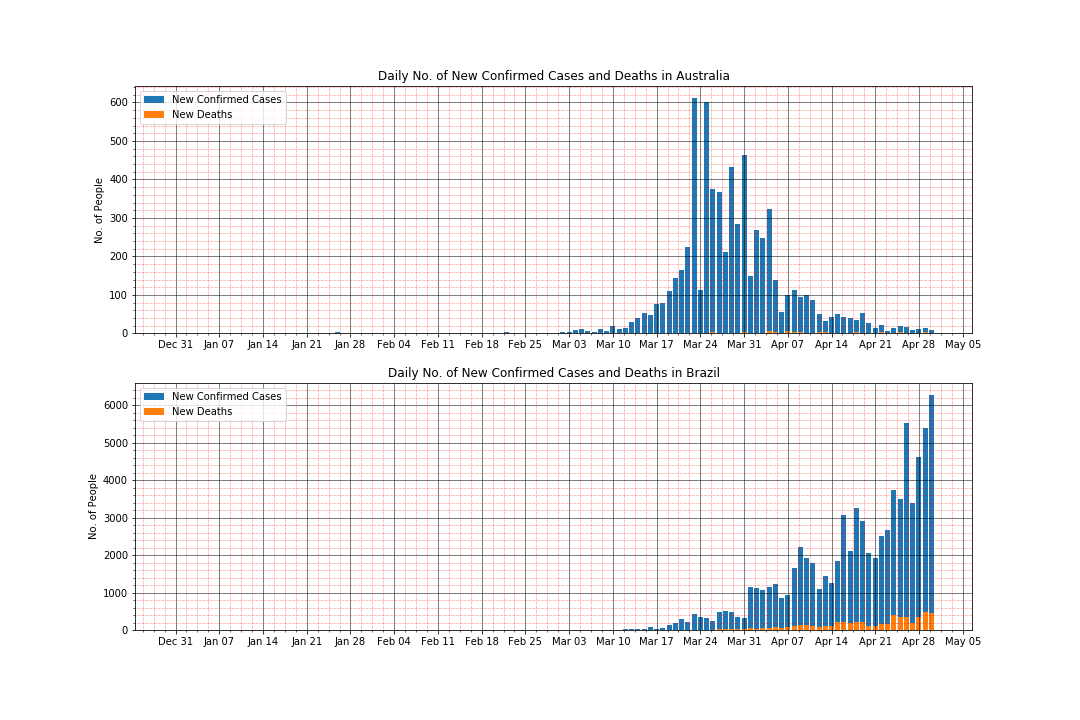 Daily No. of New Confirmed Cases and Deaths in Australia
New Confirmed Cases
New Deaths
No. of People
600
500
400
300
200
100
0
Dec 31 Jan 07 Jan 14 Jan 21 Jan 28 Feb 04 Feb 11 Feb 18 Feb 25 Mar 03 Mar 10 Mar 17 Mar 24 Mar 31 Apr 07 Apr 14 Apr 21 Apr 28 May 05
Daily No. of New Confirmed Cases and Deaths in Brazil
New Confirmed Cases
New Deaths
No. of People
6000
5000
4000
3000
2000
1000
0
Dec 31 Jan 07 Jan 14 Jan 21 Jan 28 Feb 04 Feb 11 Feb 18 Feb 25 Mar 03 Mar 10 Mar 17 Mar 24 Mar 31 Apr 07 Apr 14 Apr 21 Apr 28 May 05